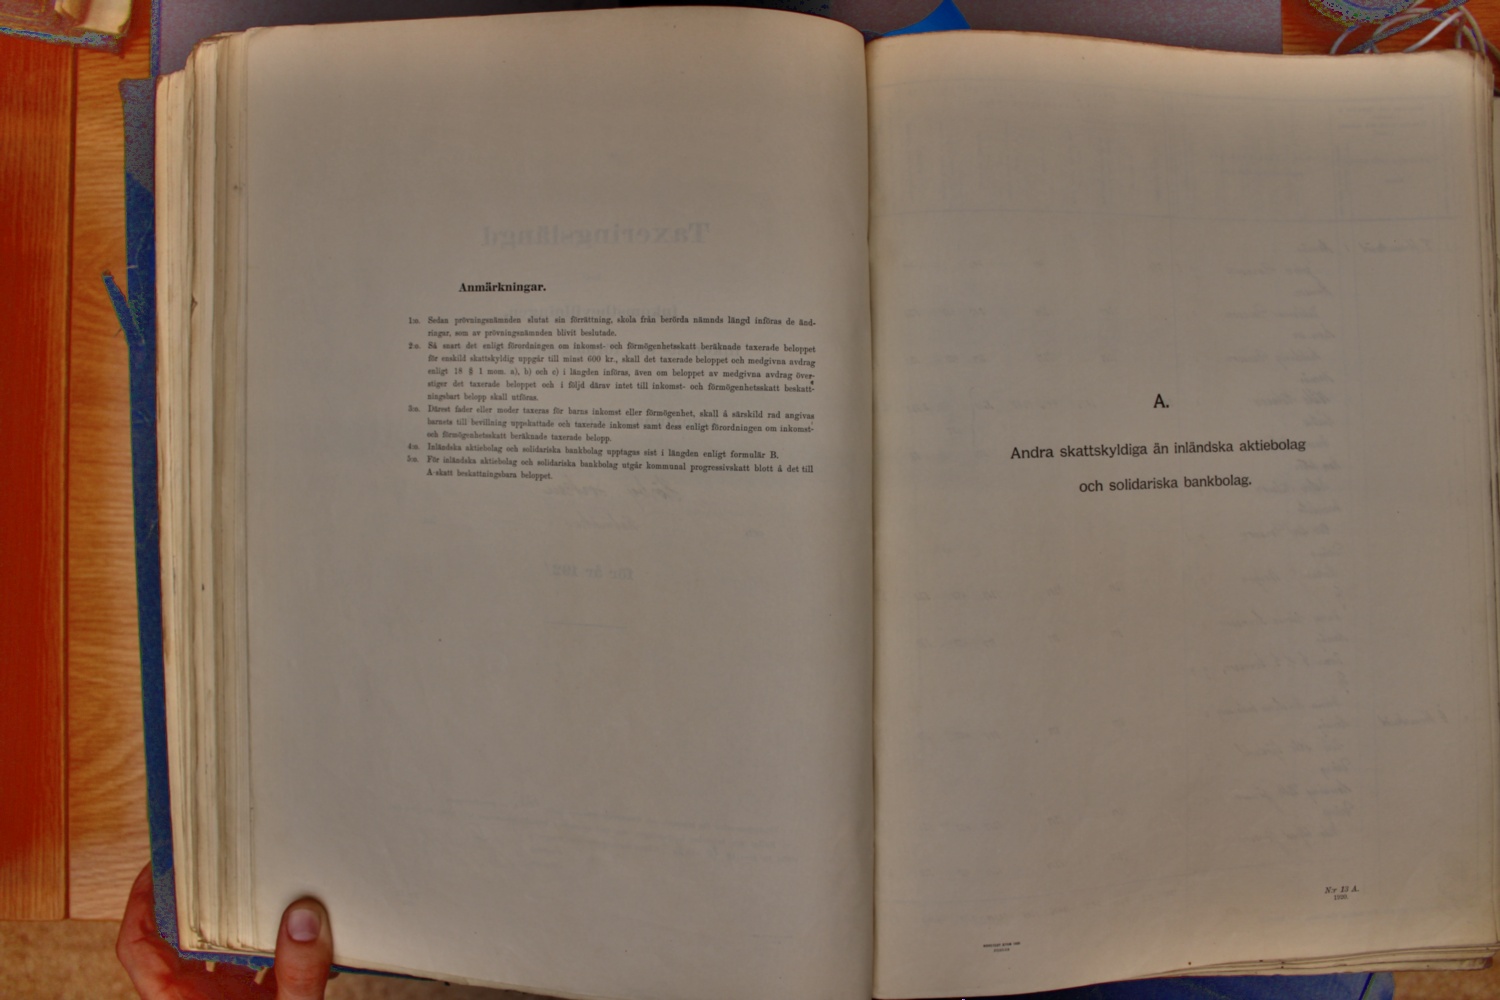 Anmärkningar.
1:o. Sedan prövningsnämnden slutat sin förrättning, skola från berörda nämnds längd införas de änd-
ringar, som av prövningsnämnden blivit beslutade.
2:o. Så snart det enligt förordningen om inkomst- och förmögenhetsskatt beräknade taxerade beloppet
för enskild skattskyldig uppgår till minst 600 kr., skall det taxerade beloppet och medgivna avdrag
enligt 18 § 1 mom. a), b) och c) i längden införas, även om beloppet av medgivna avdrag över-
stiger det taxerade beloppet och i följd därav intet till inkomst- och förmögenhetsskatt beskatt-
ningsbart belopp skall utföras.
3:o. Därest fader eller moder taxeras för barns inkomst eller förmögenhet, skall å särskild rad angivas
barnets till bevillning uppskattade och taxerade inkomst samt dess enligt förordningen om inkomst-
och förmögenhetsskatt beräknade taxerade belopp.
4:o. Inländska aktiebolag och solidariska bankbolag upptagas sist i längden enligt formulär B.
5:o. För inländska aktiebolag och solidariska bankbolag utgår kommunal progressivskatt blott å det till
A-skatt beskattningsbara beloppet.
A.
Andra skattskyldiga än inländska aktiebolag
och solidariska bankbolag.
N:r 13 A.
1920.